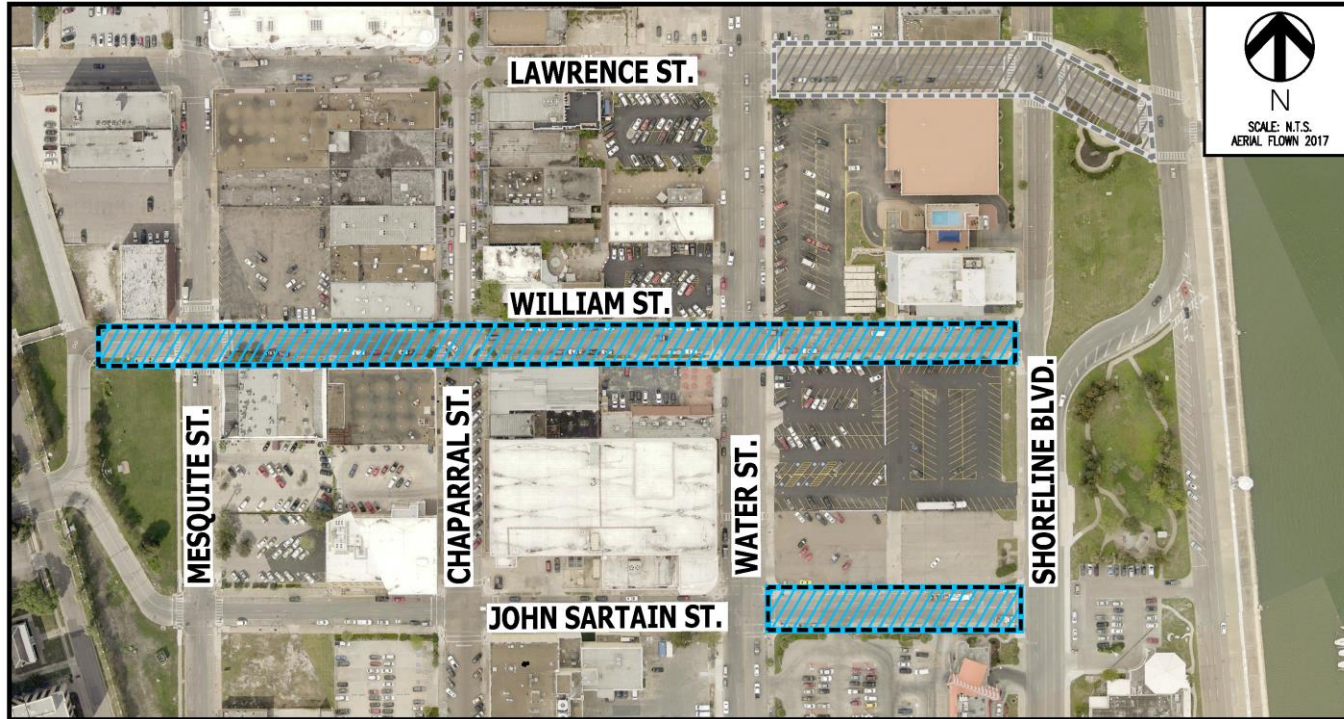 LAWRENCE ST.
N
SCALE: N.T.S.
AERIAL FLOWN 2017
WILLIAM ST.
MESQUITE ST.
CHAPARRAL ST.
WATER ST.
SHORELINE BLVD.
JOHN SARTAIN ST.